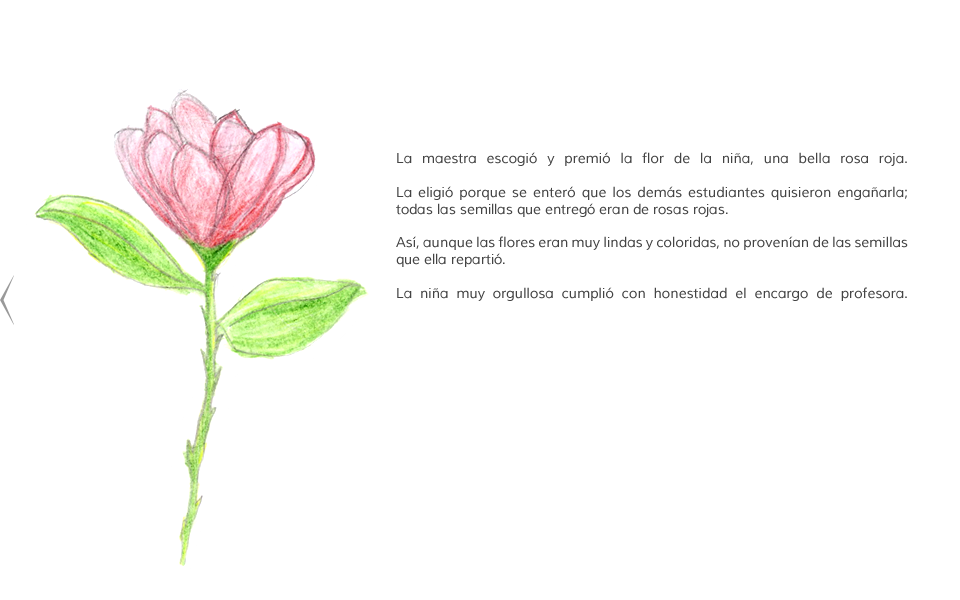 La maestra escogió y premió la flor de la niña, una bella rosa roja.
La eligió porque se enteró que los demás estudiantes quisieron engañarla;
todas las semillas que entregó eran de rosas rojas.
Así, aunque las flores eran muy lindas y coloridas, no provenían de las semillas
que ella repartió.
La niña muy orgullosa cumplió con honestidad el encargo de profesora.